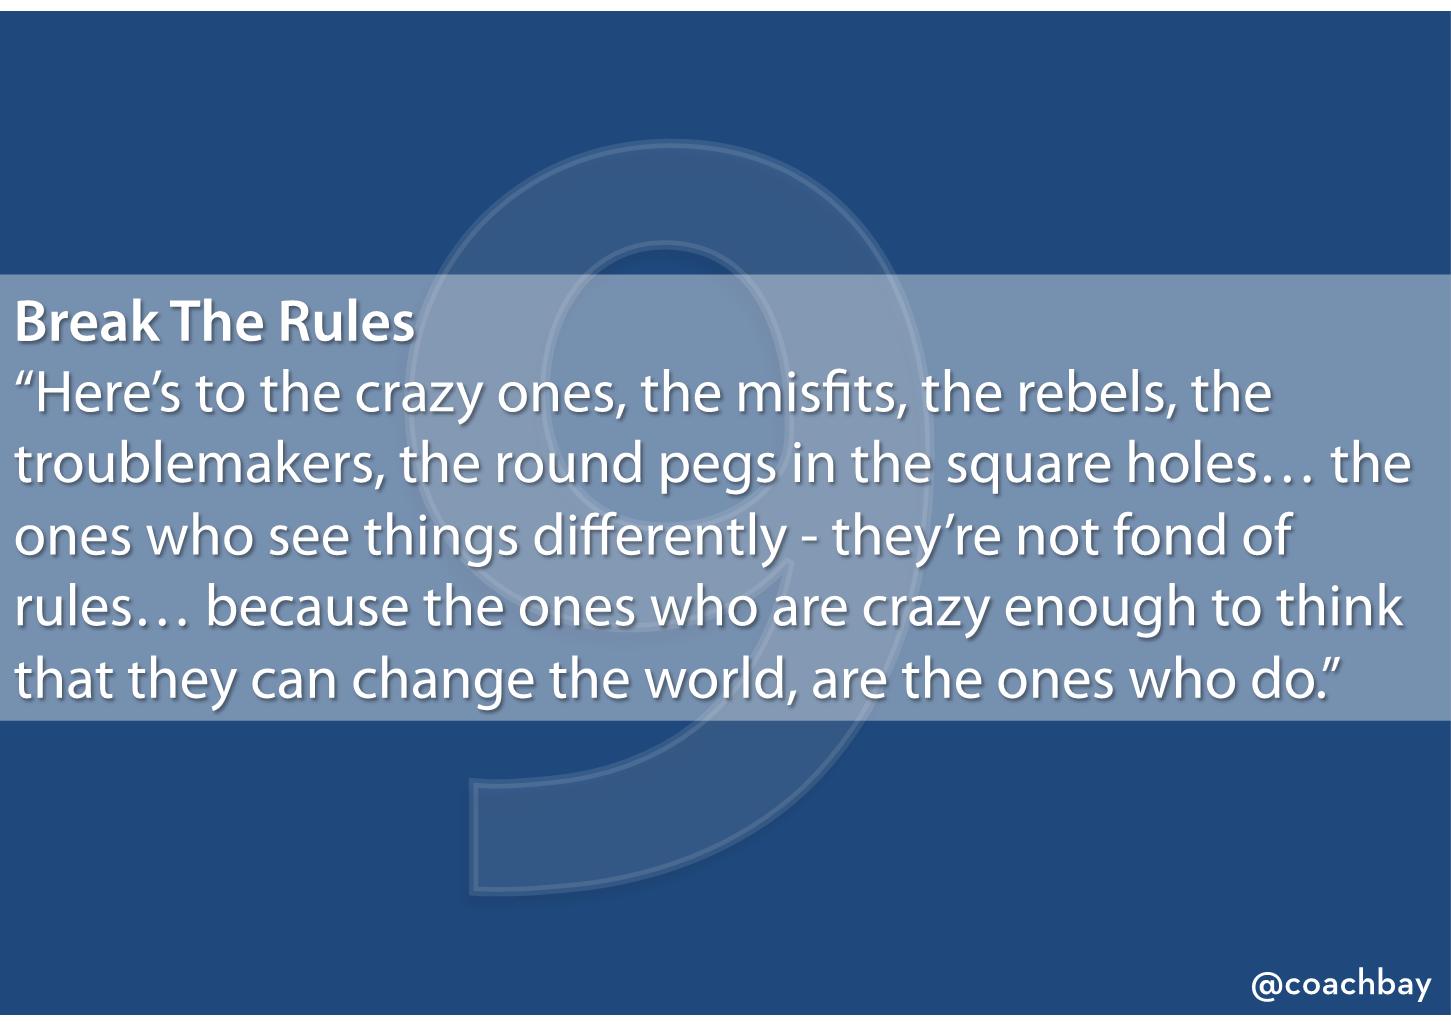 9
Break The Rules
“Here’s to the crazy ones, the misfits, the rebels, the
troublemakers, the round pegs in the square holes… the
ones who see things differently - they’re not fond of
rules… because the ones who are crazy enough to think
that they can change the world, are the ones who do.”
@coachbay